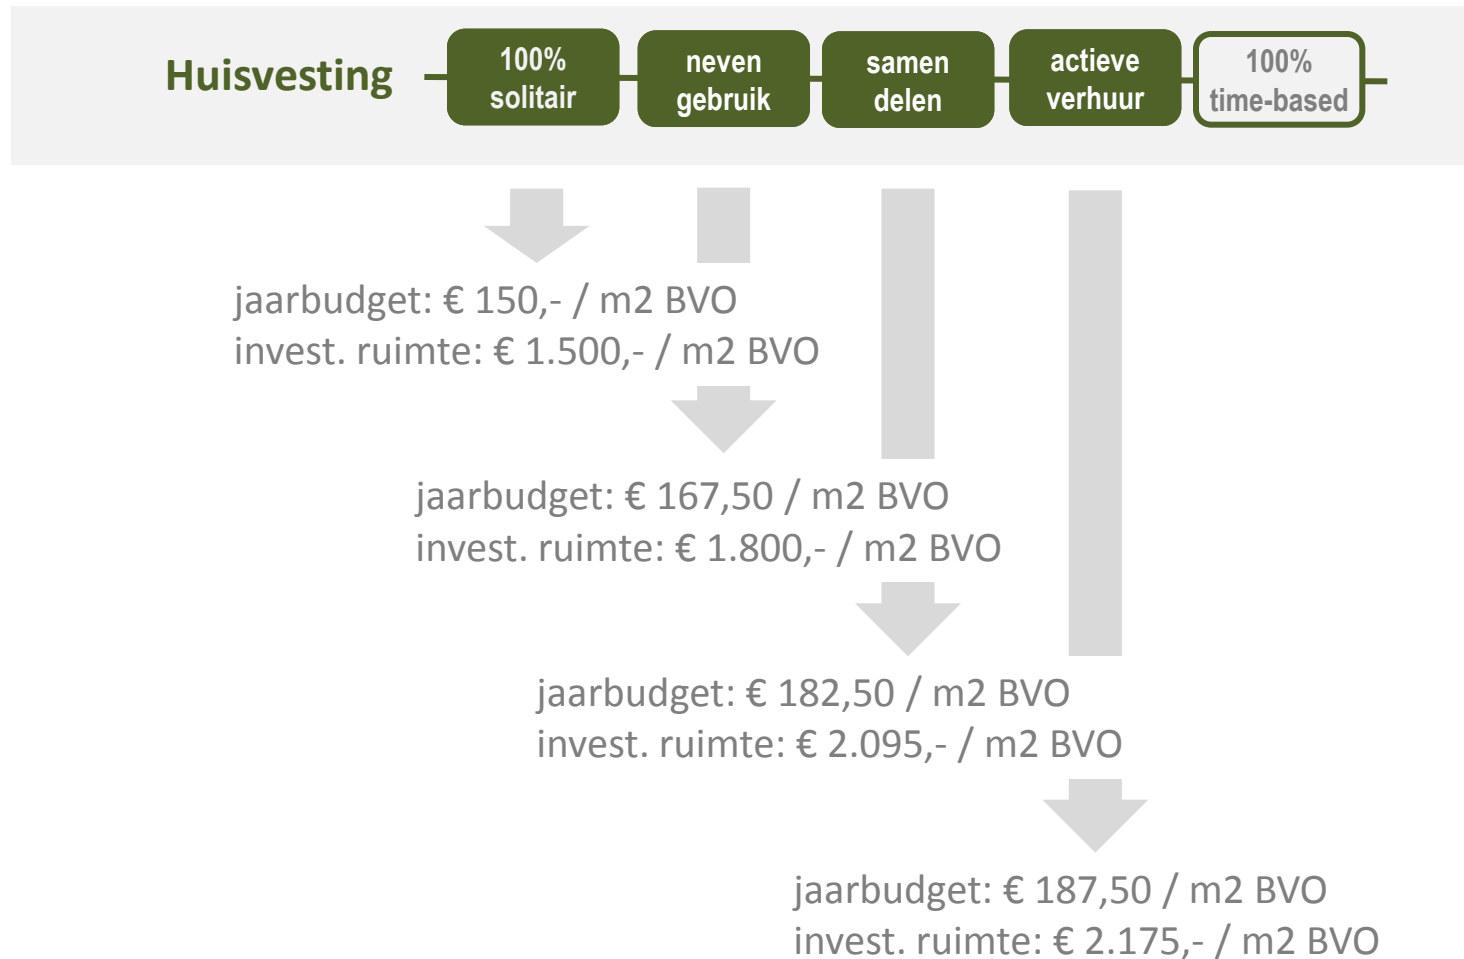 Huisvesting
100%
solitair
neven
gebruik
samen
delen
actieve
verhuur
100%
time-based
jaarbudget: € 150,- / m2 BVO
invest. ruimte: € 1.500,- / m2 BVO
jaarbudget: € 167,50 / m2 BVO
invest. ruimte: € 1.800,- / m2 BVO
jaarbudget: € 182,50 / m2 BVO
invest. ruimte: € 2.095,- / m2 BVO
jaarbudget: € 187,50 / m2 BVO
invest. ruimte: € 2.175,- / m2 BVO